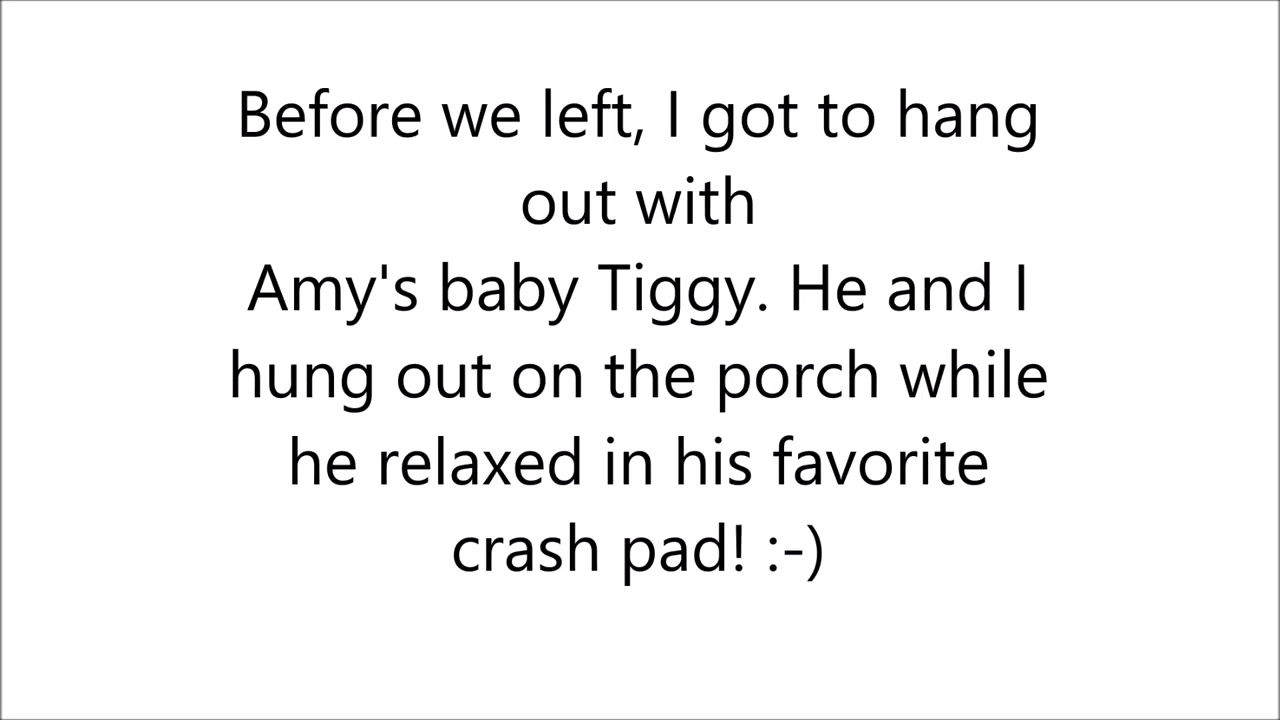 Before we left, I got to hang
out with
Amy's baby Tiggy. He and I
hung out on the porch while
he relaxed in his favorite
crash pad! :-)